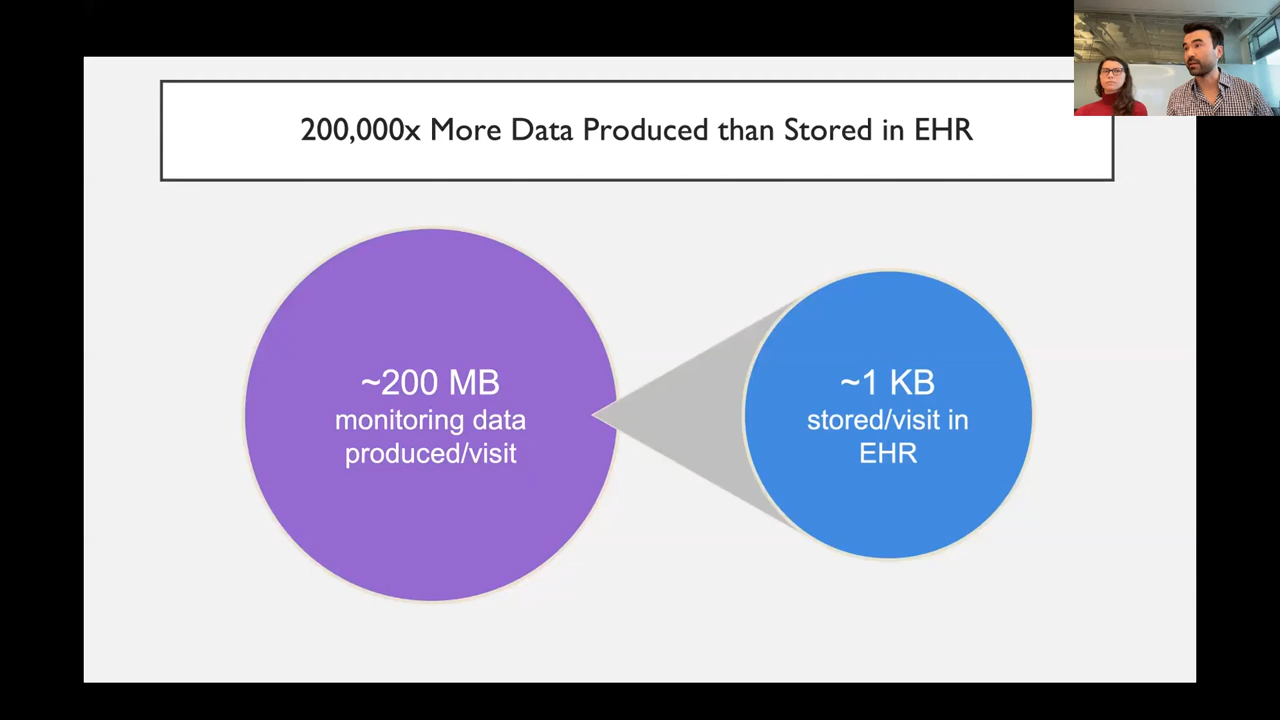 200,000x More Data Produced than Stored in EHR
~200 MB
monitoring data
produced/visit
~1 KB
stored/visit in
EHR